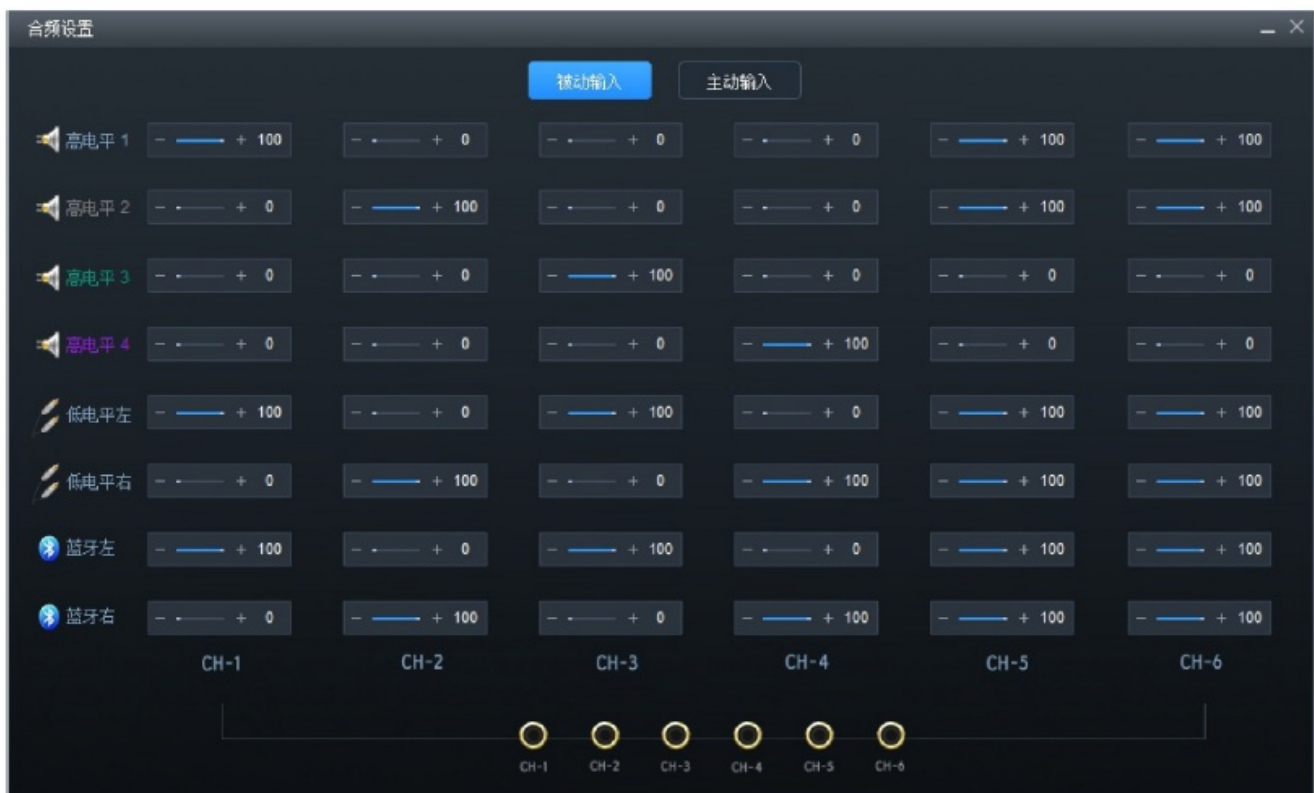 合频设置
被动输入 主动输入
高电平 1 - + 100 - + 0 - + 0 - + 0 - + 100 - + 100
高电平 2 - + 0 - + 100 - + 0 - + 0 - + 100 - + 100
高电平 3 - + 0 - + 0 - + 100 - + 0 - + 0 - + 0
高电平 4 - + 0 - + 0 - + 0 - + 100 - + 0 - + 0
低电平左 - + 100 - + 0 - + 100 - + 0 - + 100 - + 100
低电平右 - + 0 - + 100 - + 0 - + 100 - + 100 - + 100
蓝牙左 - + 100 - + 0 - + 100 - + 0 - + 100 - + 100
蓝牙右 - + 0 - + 100 - + 0 - + 100 - + 100 - + 100
CH-1 CH-2 CH-3 CH-4 CH-5 CH-6
CH-1 CH-2 CH-3 CH-4 CH-5 CH-6